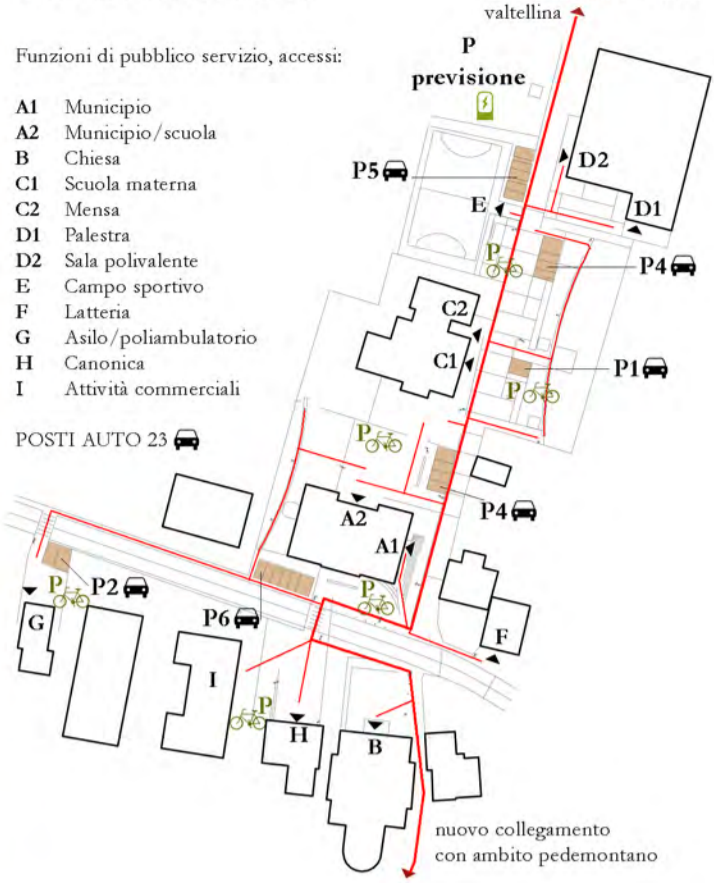 valtellina
Funzioni di pubblico servizio, accessi:
P
previsione
A1 Municipio
A2 Municipio/scuola
B Chiesa
C1 Scuola materna
C2 Mensa
D1 Palestra
D2 Sala polivalente
E Campo sportivo
F Latteria
G Asilo/poliambulatorio
H Canonica
I Attività commerciali
POSTI AUTO 23
D2
P5
E
D1
P
P4
C2
C1
P1
P
P
P4
A2
A1
P2
P
P
P6
G
F
I
P
H
B
nuovo collegamento
con ambito pedemontano